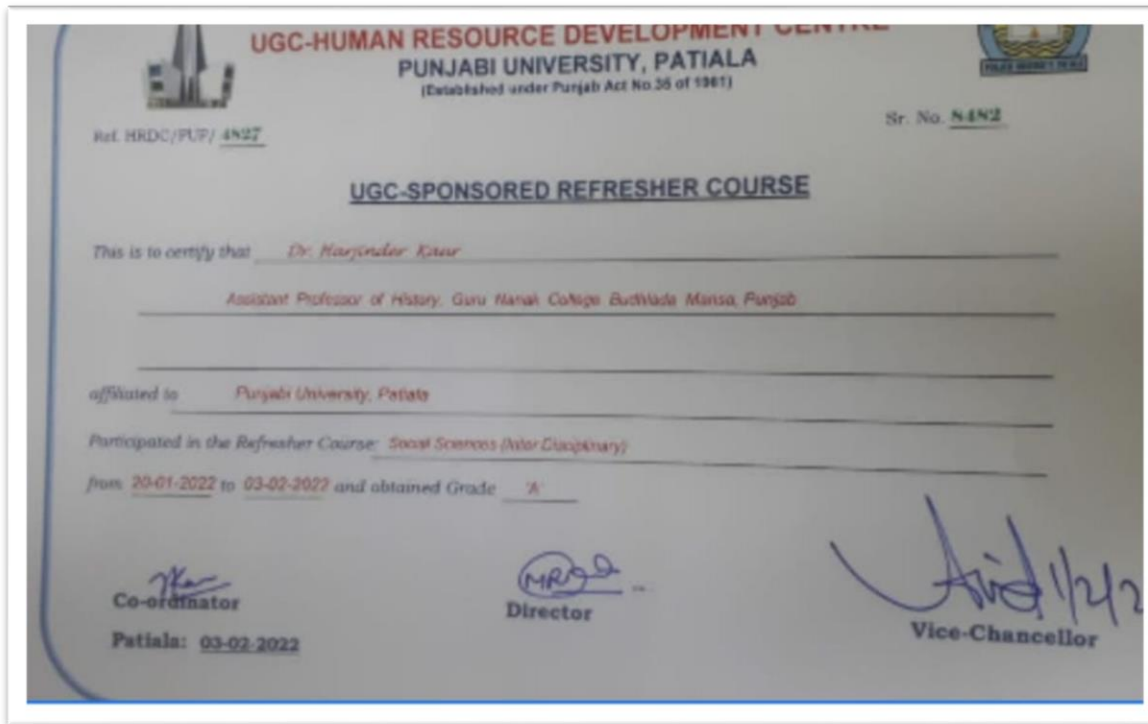 UGC-HUMAN RESOURCE DEVELOPMENT CENTRE
PUNJABI UNIVERSITY, PATIALA
(Established under Punjab Act No.35 of 1961)
Ref. HRDC/PUP/ 4827
Sr. No. 8482
UGC-SPONSORED REFRESHER COURSE
This is to certify that Dr. Harjinder Kaur
Assistant Professor of History, Guru Nanak College Budhlada Mansa, Punjab
affiliated to Punjabi University, Patiala
Participated in the Refresher Course: Social Sciences (Inter Disciplinary)
from 20-01-2022 to 03-02-2022 and obtained Grade 'A'
Co-ordinator
Director
Vice-Chancellor
Patiala: 03-02-2022